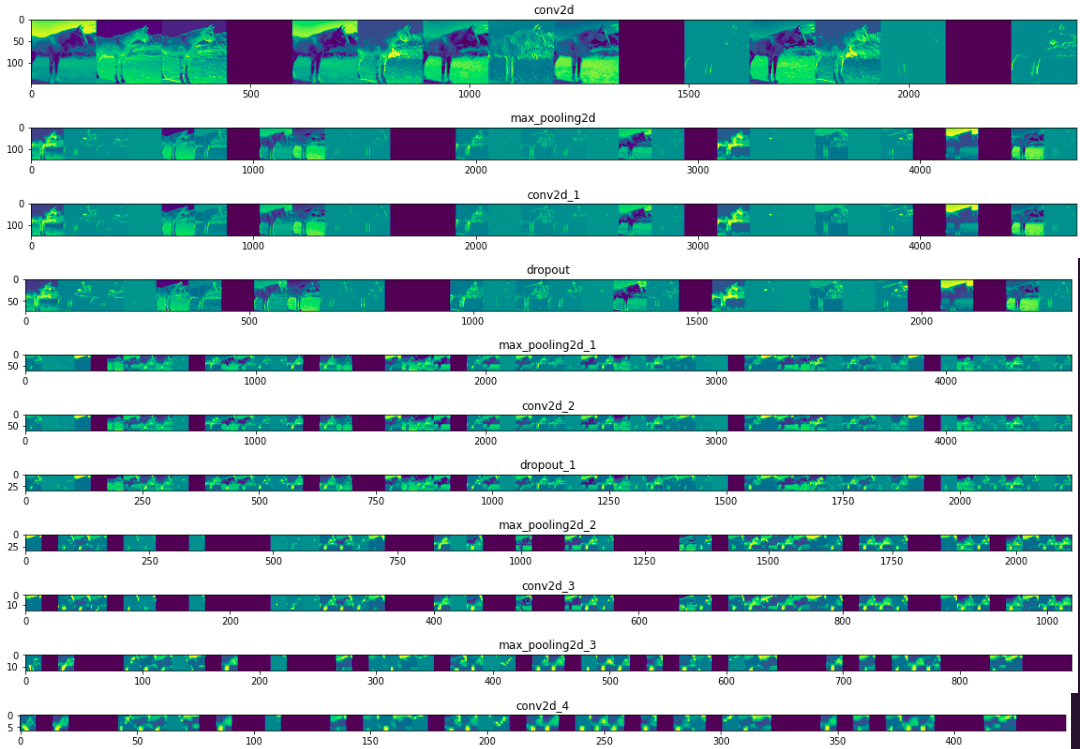 conv2d
0
50
100
0 500 1000 1500 2000
max_pooling2d
0
100
0 1000 2000 3000 4000
conv2d_1
0
100
0 1000 2000 3000 4000
dropout
0
50
0 500 1000 1500 2000
max_pooling2d_1
0
50
0 1000 2000 3000 4000
conv2d_2
0
50
0 1000 2000 3000 4000
dropout_1
0
25
0 250 500 750 1000 1250 1500 1750 2000
max_pooling2d_2
0
25
0 250 500 750 1000 1250 1500 1750 2000
conv2d_3
0
10
0 200 400 600 800 1000
max_pooling2d_3
0
10
0 100 200 300 400 500 600 700 800
conv2d_4
0
5
0 50 100 150 200 250 300 350 400